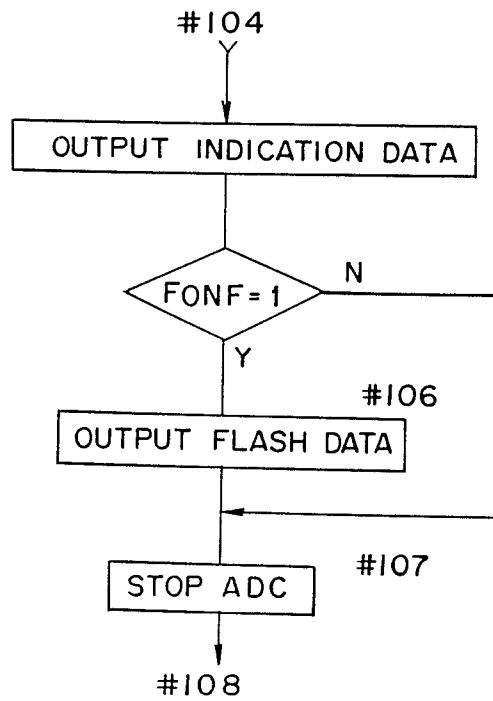 #104
OUTPUT INDICATION DATA
FONF=1
N
Y
#106
OUTPUT FLASH DATA
#107
STOP ADC
#108